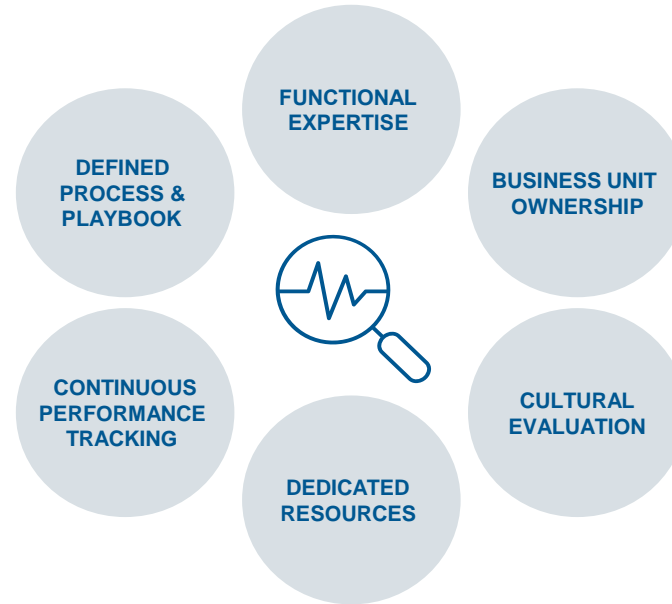 FUNCTIONAL
EXPERTISE
BUSINESS UNIT
OWNERSHIP
CULTURAL
EVALUATION
DEDICATED
RESOURCES
CONTINUOUS
PERFORMANCE
TRACKING
DEFINED
PROCESS &
PLAYBOOK